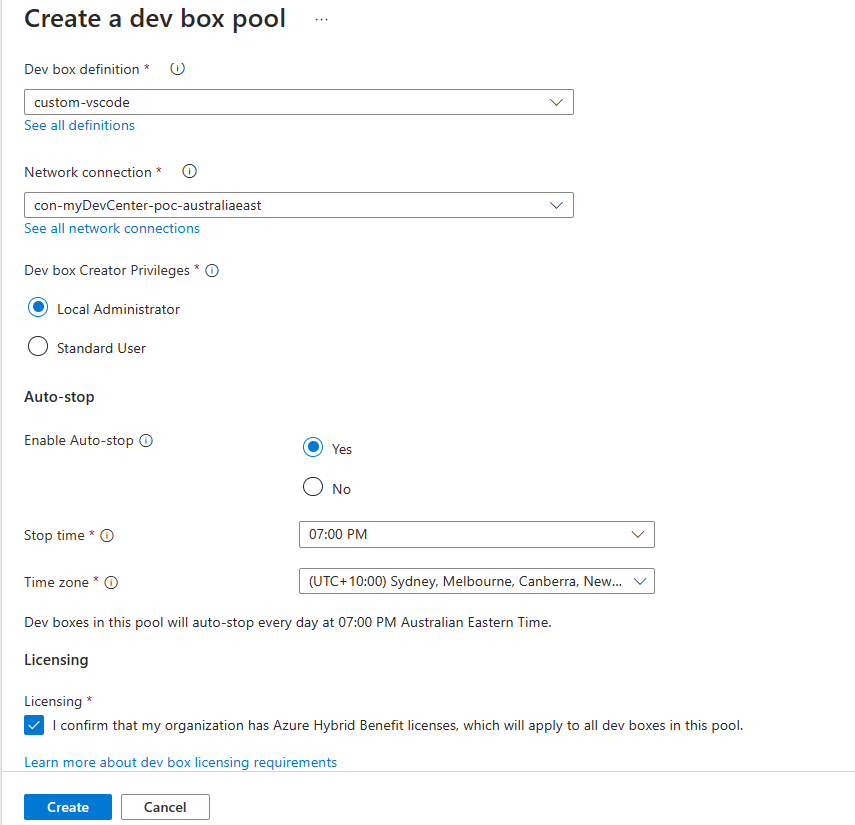 Create a dev box pool ...
Dev box definition *
custom-vscode
See all definitions
Network connection *
con-myDevCenter-poc-australiaeast
See all network connections
Dev box Creator Privileges *
Local Administrator
Standard User
Auto-stop
Enable Auto-stop
Yes
No
Stop time * 07:00 PM
Time zone * (UTC+10:00) Sydney, Melbourne, Canberra, New...
Dev boxes in this pool will auto-stop every day at 07:00 PM Australian Eastern Time.
Licensing
Licensing *
I confirm that my organization has Azure Hybrid Benefit licenses, which will apply to all dev boxes in this pool.
Learn more about dev box licensing requirements
Create Cancel